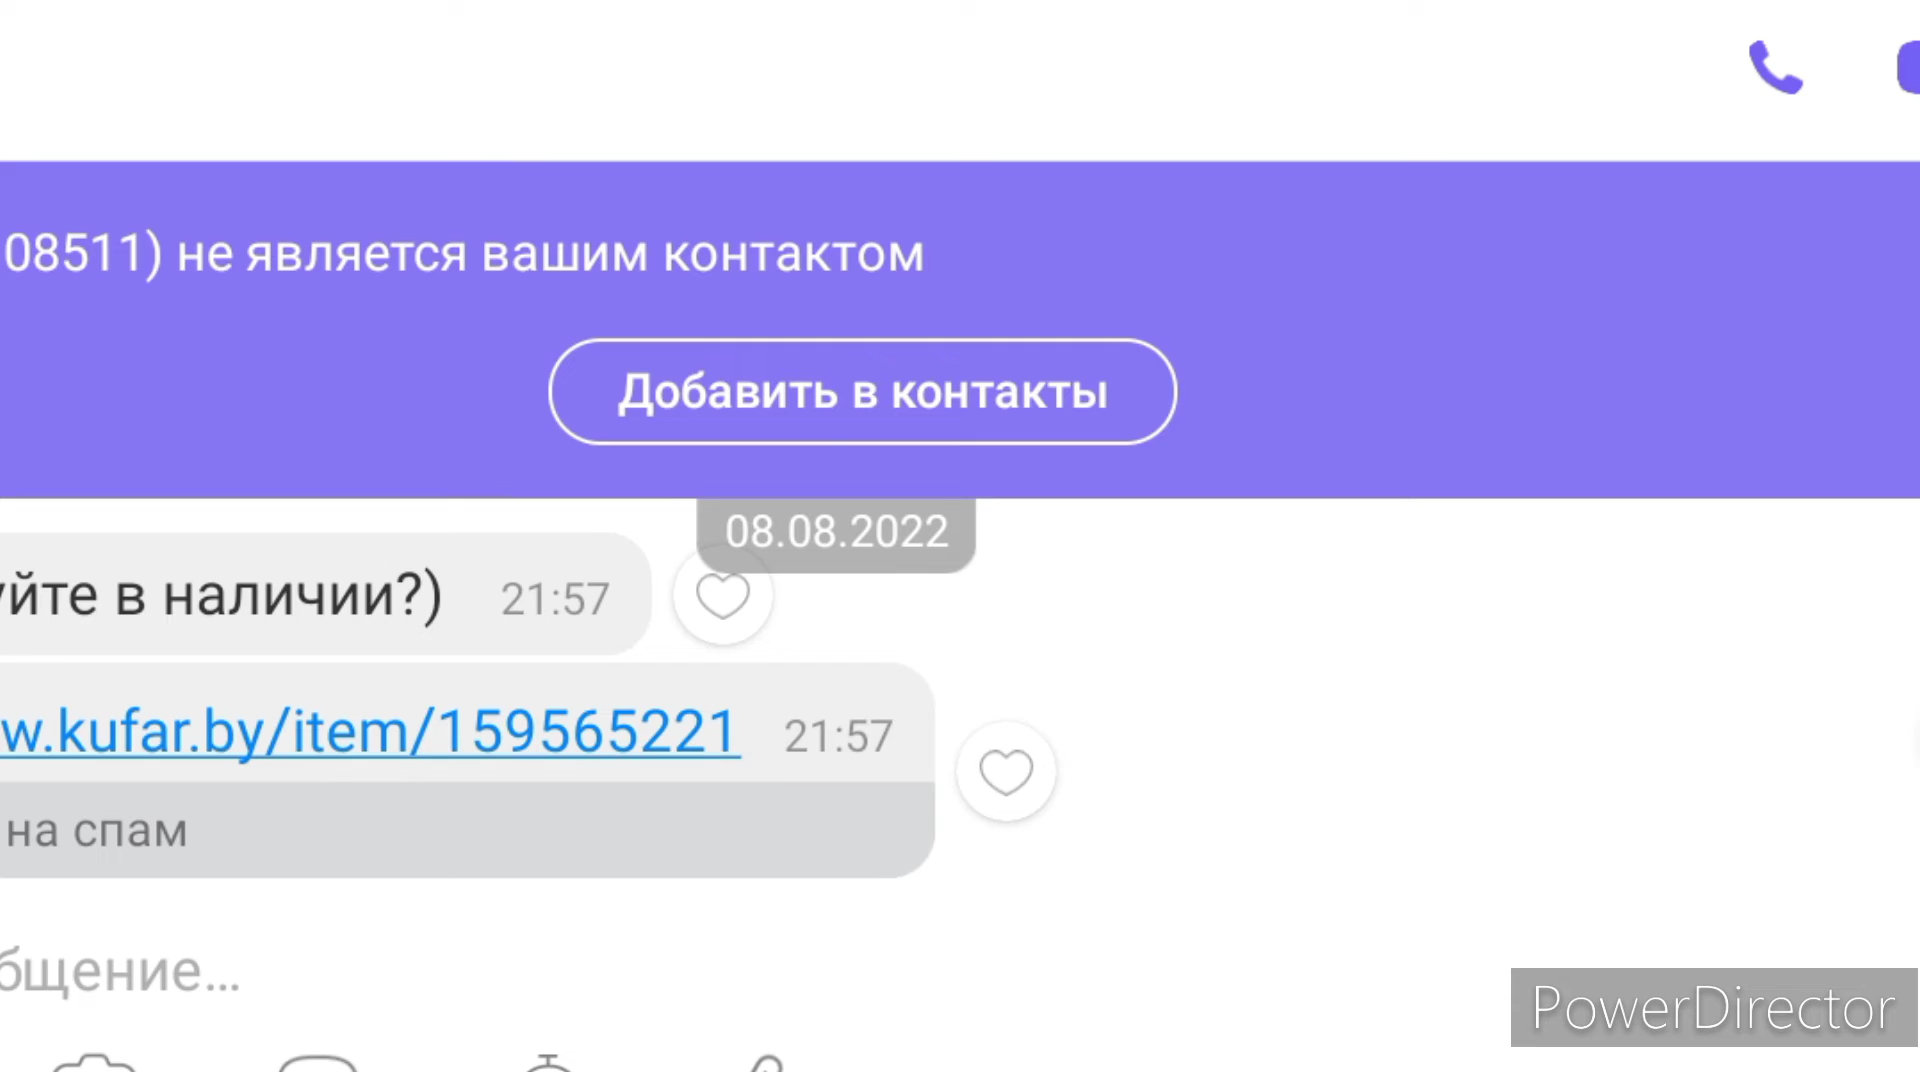 08511) не является вашим контактом
Добавить в контакты
08.08.2022
уйте в наличии?) 21:57
w.kufar.by/item/159565221 21:57
на спам
бщение...
PowerDirector